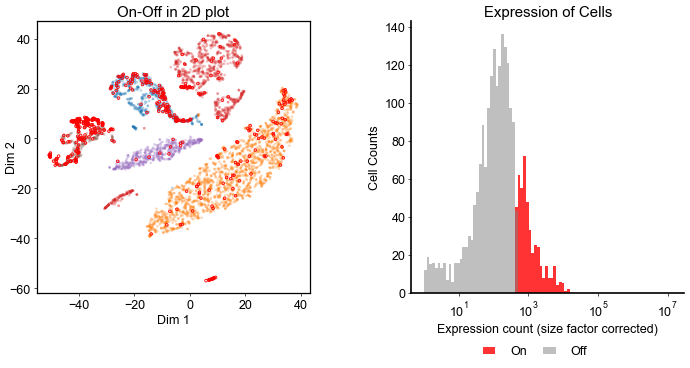 On-Off in 2D plot
40
20
0
−20
−40
−60
Dim 2
−40 −20 0 20 40
Dim 1
Expression of Cells
140
120
100
80
60
40
20
0
Cell Counts
10^1 10^3 10^5 10^7
Expression count (size factor corrected)
On Off